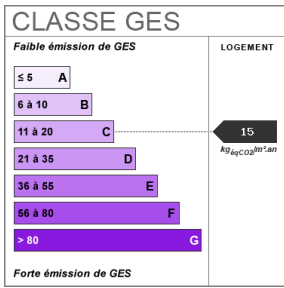 CLASSE GES
Faible émission de GES
LOGEMENT
≤ 5 A
6 à 10 B
11 à 20 C
15
kgéqCO2/m².an
21 à 35 D
36 à 55 E
56 à 80 F
> 80 G
Forte émission de GES